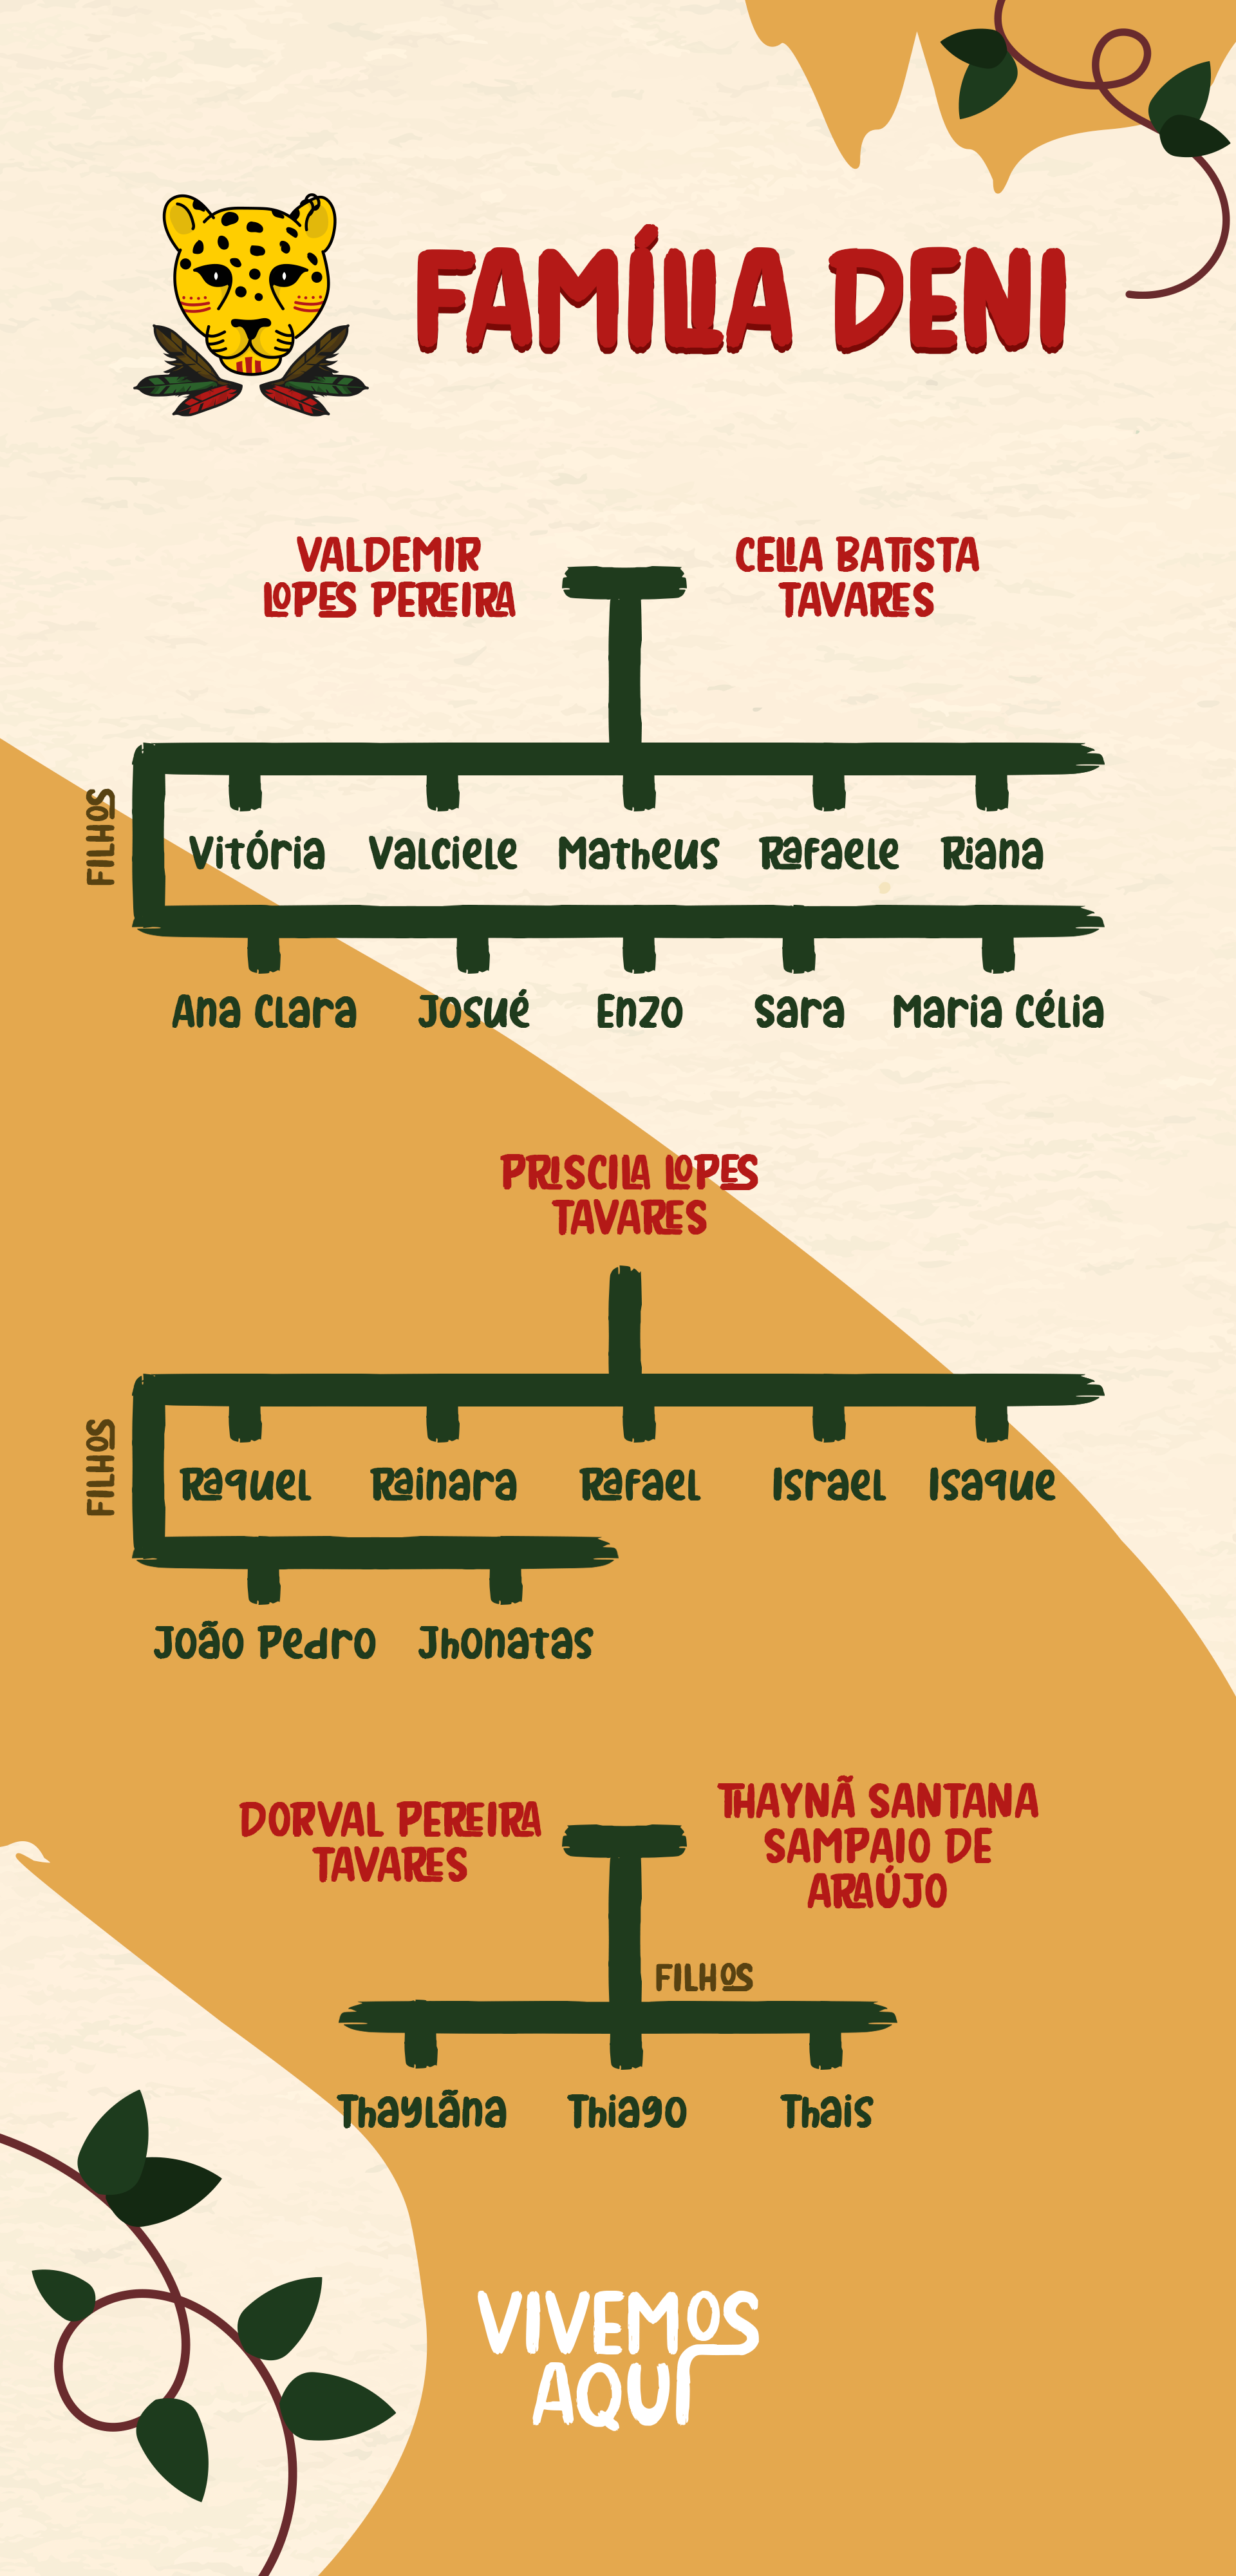 FAMÍLIA DENI
VALDEMIR
LOPES PEREIRA
CELIA BATISTA
TAVARES
FILHOS
Vitória Valciele Matheus Rafaele Riana
Ana Clara Josué Enzo Sara Maria Célia
PRISCILA LOPES
TAVARES
FILHOS
Raquel Rainara Rafael Israel Isaque
João Pedro Jhonatas
DORVAL PEREIRA
TAVARES
THAYNÃ SANTANA
SAMPAIO DE
ARAÚJO
FILHOS
Thaylãna Thiago Thais
VIVEMOS
AQUI